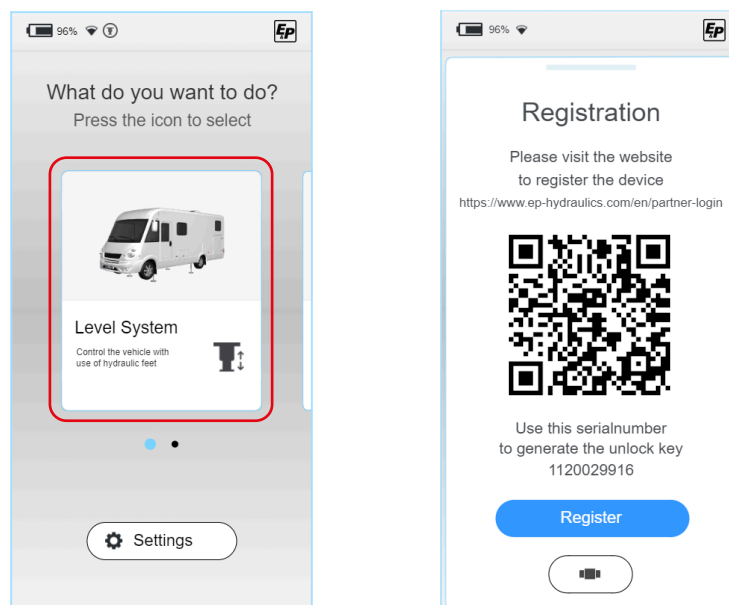 96%
E&P
What do you want to do?
Press the icon to select
Level System
Control the vehicle with
use of hydraulic feet
Settings
96%
E&P
Registration
Please visit the website
to register the device
https://www.ep-hydraulics.com/en/partner-login
Use this serialnumber
to generate the unlock key
1120029916
Register